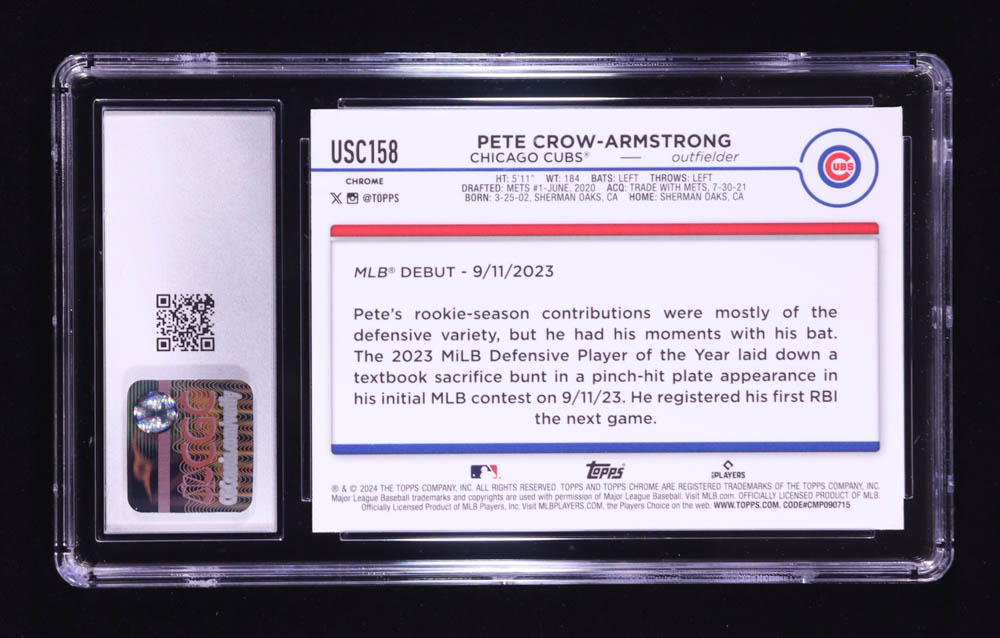 USC158
CHROME
@TOPPS
PETE CROW-ARMSTRONG
CHICAGO CUBS® — outfielder
HT: 5'11" WT: 184 BATS: LEFT THROWS: LEFT
DRAFTED: METS #1-JUNE, 2020 ACQ: TRADE WITH METS, 7-30-21
BORN: 3-25-02, SHERMAN OAKS, CA HOME: SHERMAN OAKS, CA
CUBS
MLB® DEBUT - 9/11/2023
Pete's rookie-season contributions were mostly of the
defensive variety, but he had his moments with his bat.
The 2023 MiLB Defensive Player of the Year laid down a
textbook sacrifice bunt in a pinch-hit plate appearance in
his initial MLB contest on 9/11/23. He registered his first RBI
the next game.
Topps
PLAYERS
® & © 2024 THE TOPPS COMPANY, INC. ALL RIGHTS RESERVED. TOPPS AND TOPPS CHROME ARE REGISTERED TRADEMARKS OF THE TOPPS COMPANY, INC.
Major League Baseball trademarks and copyrights are used with permission of Major League Baseball. Visit MLB.com. OFFICIALLY LICENSED PRODUCT OF MLB.
Officially Licensed Product of MLB Players, Inc. Visit MLBPLAYERS.COM, the Players Choice on the web. WWW.TOPPS.COM. CODE#CMP090715